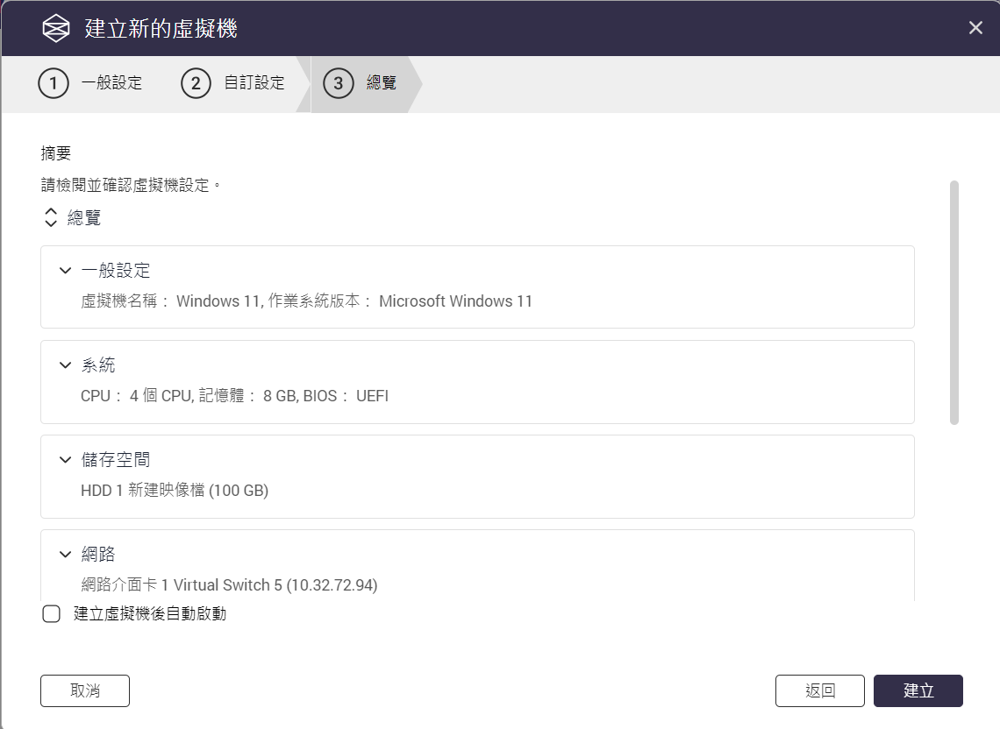 建立新的虛擬機
1 一般設定 2 自訂設定 3 總覽
摘要
請檢閱並確認虛擬機設定。
總覽
一般設定
虛擬機名稱： Windows 11, 作業系統版本： Microsoft Windows 11
系統
CPU： 4 個 CPU, 記憶體： 8 GB, BIOS： UEFI
儲存空間
HDD 1 新建映像檔 (100 GB)
網路
網路介面卡 1 Virtual Switch 5 (10.32.72.94)
建立虛擬機後自動啟動
取消 返回 建立